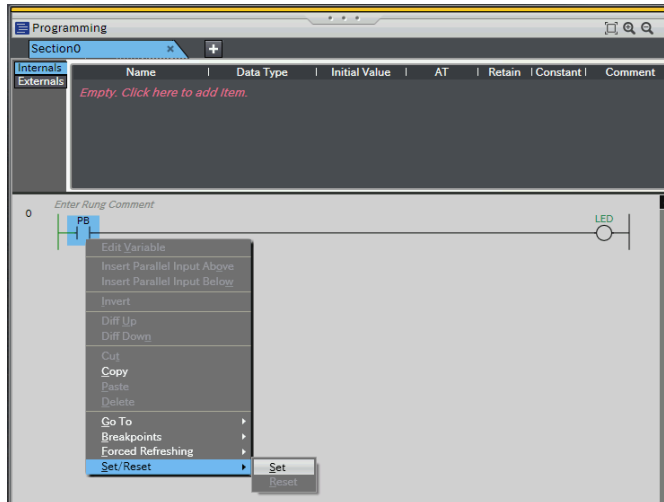 Programming
Section0 × +
Internals
Externals
Name Data Type Initial Value AT Retain Constant Comment
Empty. Click here to add Item.
Enter Rung Comment
0
PB
LED
Edit Variable
Insert Parallel Input Above
Insert Parallel Input Below
Invert
Diff Up
Diff Down
Cut
Copy
Paste
Delete
Go To
Breakpoints
Forced Refreshing
Set/Reset
Set
Reset